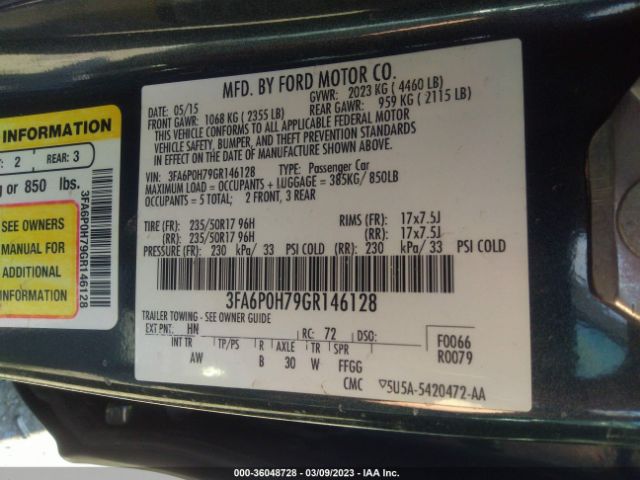 MFD. BY FORD MOTOR CO.
DATE: 05/15 GVWR: 2023 KG ( 4460 LB)
FRONT GAWR: 1068 KG ( 2355 LB) REAR GAWR: 959 KG ( 2115 LB)
THIS VEHICLE CONFORMS TO ALL APPLICABLE FEDERAL MOTOR
VEHICLE SAFETY, BUMPER, AND THEFT PREVENTION STANDARDS
IN EFFECT ON THE DATE OF MANUFACTURE SHOWN ABOVE.
VIN: 3FA6P0H79GR146128 TYPE: Passenger Car
MAXIMUM LOAD = OCCUPANTS + LUGGAGE = 385KG/ 850LB
OCCUPANTS = 5 TOTAL; 2 FRONT, 3 REAR
TIRE (FR): 235/50R17 96H RIMS (FR): 17x7.5J
(RR): 235/50R17 96H (RR): 17x7.5J
PRESSURE (FR): 230 kPa/ 33 PSI COLD (RR): 230 kPa/ 33 PSI COLD
3FA6P0H79GR146128
TRAILER TOWING - SEE OWNER GUIDE
EXT PNT: HN RC: 72 DSO: F0066
INT TR TP/PS R AXLE TR SPR R0079
AW B 30 W FFGG
CMC ▽5U5A-5420472-AA
INFORMATION
: 2 REAR: 3
g or 850 lbs.
SEE OWNERS
MANUAL FOR
ADDITIONAL
INFORMATION
3FA6P0H79GR146128
000-36048728 - 03/09/2023 - IAA Inc.